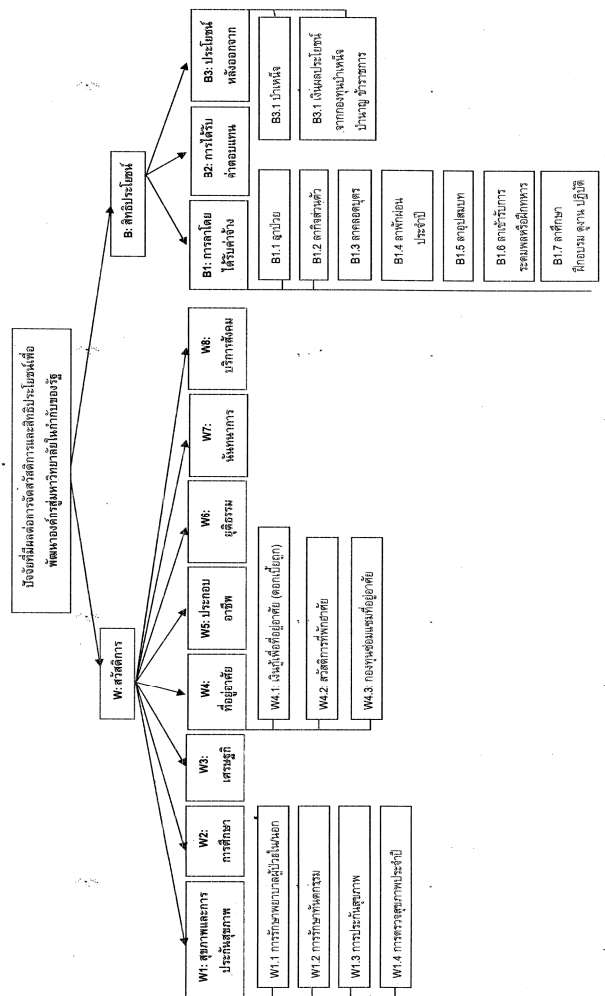 ปัจจัยที่มีผลต่อการจัดสวัสดิการและสิทธิประโยชน์เพื่อ
พัฒนาองค์กรสู่มหาวิทยาลัยในกำกับของรัฐ
W: สวัสดิการ
B: สิทธิประโยชน์
W1: สุขภาพและการ
ประกันสุขภาพ
W2:
การศึกษา
W3:
เศรษฐกิ
W4:
ที่อยู่อาศัย
W5: ประกอบ
อาชีพ
W6:
ยุติธรรม
W7:
นันทนาการ
W8:
บริการสังคม
B1: การลาโดย
ได้รับค่าจ้าง
B2: การได้รับ
ค่าตอบแทน
B3: ประโยชน์
หลังออกจาก
W1.1 การรักษาพยาบาลผู้ป่วยใน/นอก
W1.2 การรักษาทันตกรรม
W1.3 การประกันสุขภาพ
W1.4 การตรวจสุขภาพประจำปี
W4.1: เงินกู้เพื่อที่อยู่อาศัย (ดอกเบี้ยถูก)
W4.2: สวัสดิการที่พักอาศัย
W4.3: กองทุนซ่อมแซมที่อยู่อาศัย
B1.1 ลาป่วย
B1.2 ลากิจส่วนตัว
B1.3 ลาคลอดบุตร
B1.4 ลาพักผ่อน
ประจำปี
B1.5 ลาอุปสมบท
B1.6 ลาเข้ารับการ
ระดมพลหรือฝึกทหาร
B1.7 ลาศึกษา
ฝึกอบรม ดูงาน ปฏิบัติ
B3.1 บำเหน็จ
B3.1 เงินผลประโยชน์
จากกองทุนบำเหน็จ
บำนาญ ข้าราชการ